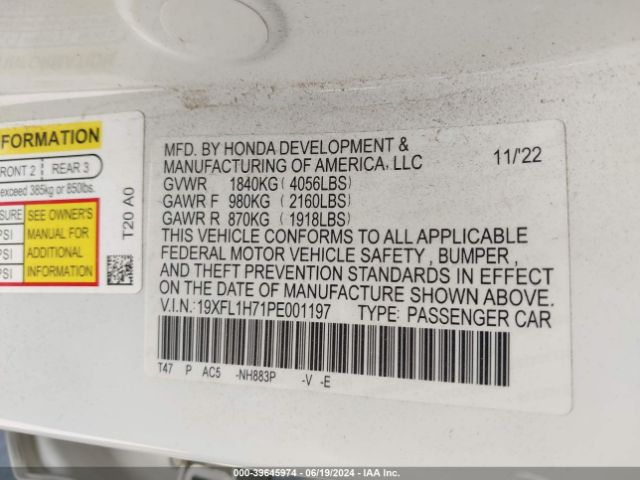 FORMATION
FRONT 2 REAR 3
exceed 385kg or 850lbs.
SURE SEE OWNER'S
PSI MANUAL FOR
PSI ADDITIONAL
PSI INFORMATION
T20 A0
MFD. BY HONDA DEVELOPMENT &
MANUFACTURING OF AMERICA, LLC 11/'22
GVWR 1840KG (4056LBS)
GAWR F 980KG (2160LBS)
GAWR R 870KG (1918LBS)
THIS VEHICLE CONFORMS TO ALL APPLICABLE
FEDERAL MOTOR VEHICLE SAFETY, BUMPER,
AND THEFT PREVENTION STANDARDS IN EFFECT
ON THE DATE OF MANUFACTURE SHOWN ABOVE.
V.I.N.:19XFL1H71PE001197 TYPE: PASSENGER CAR
T47 P AC5 -NH883P -V -E
000-39645974 - 06/19/2024 - IAA Inc.